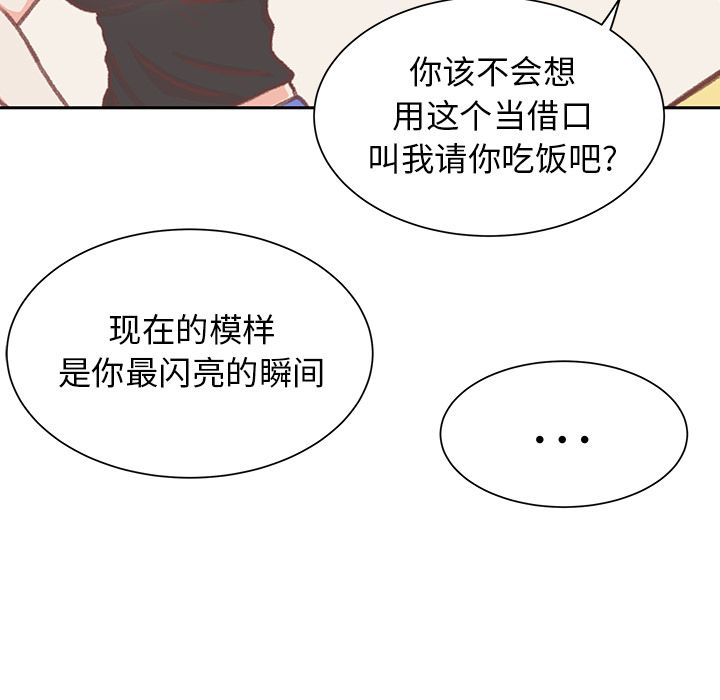 你该不会想
用这个当借口
叫我请你吃饭吧?
现在的模样
是你最闪亮的瞬间
...